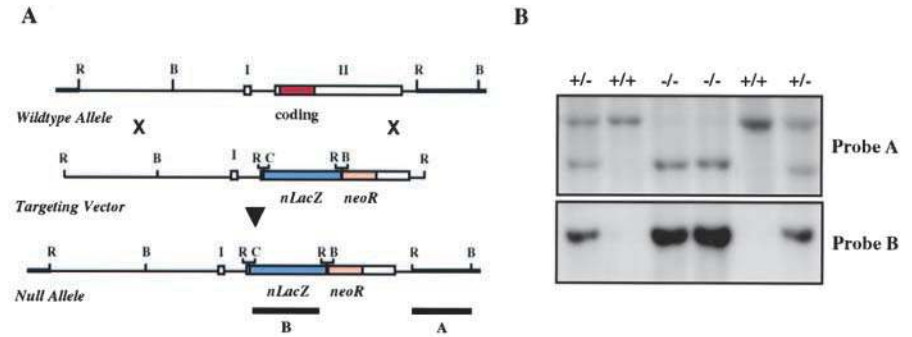 A
R B I II R B
Wildtype Allele
coding
X X
R B I R C R B R
nLacZ neoR
Targeting Vector
R B I R C R B R B
nLacZ neoR
Null Allele
B A
B
+/- +/+ -/- -/- +/+ +/-
Probe A
Probe B